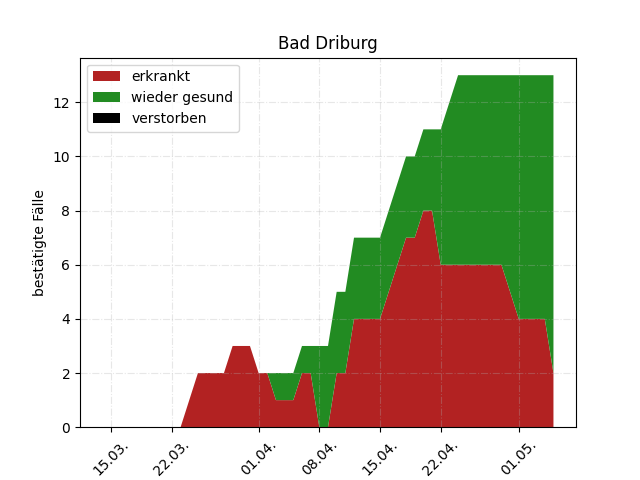 Bad Driburg
erkrankt
wieder gesund
verstorben
bestätigte Fälle
12
10
8
6
4
2
0
15.03.
22.03.
01.04.
08.04.
15.04.
22.04.
01.05.